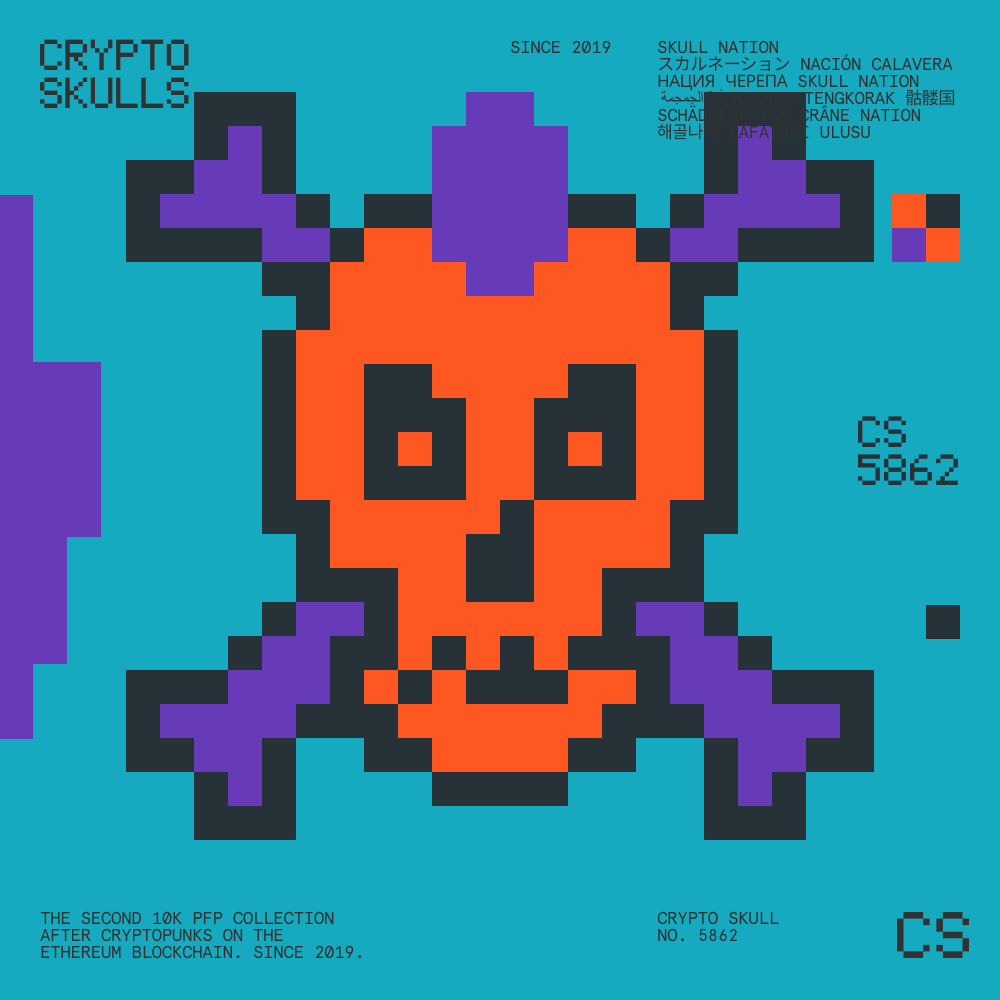 CRYPTO
SKULLS
SINCE 2019
SKULL NATION
スカルネーション NACIÓN CALAVERA
НАЦИЯ ЧЕРЕПА SKULL NATION
الجمجمة TENGKORAK 骷髅国
CRÂNE NATION
해골 ULUSU
CS
5862
THE SECOND 10K PFP COLLECTION
AFTER CRYPTOPUNKS ON THE
ETHEREUM BLOCKCHAIN. SINCE 2019.
CRYPTO SKULL
NO. 5862
CS